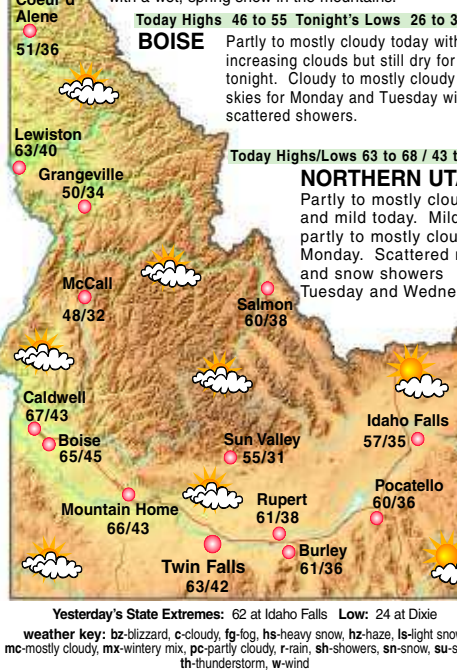 with a wet, spring snow in the mountains.
Today Highs 46 to 55 Tonight's Lows 26 to 3
BOISE
Partly to mostly cloudy today with
increasing clouds but still dry for
tonight. Cloudy to mostly cloudy
skies for Monday and Tuesday wi
scattered showers.
Today Highs/Lows 63 to 68 / 43 t
NORTHERN UTA
Partly to mostly clou
and mild today. Mild
partly to mostly clou
Monday. Scattered r
and snow showers
Tuesday and Wedne
Coeur d'
Alene
51/36
Lewiston
63/40
Grangeville
50/34
McCall
48/32
Salmon
60/38
Caldwell
67/43
Boise
65/45
Sun Valley
55/31
Idaho Falls
57/35
Mountain Home
66/43
Rupert
61/38
Pocatello
60/36
Twin Falls
63/42
Burley
61/36
Yesterday's State Extremes: 62 at Idaho Falls Low: 24 at Dixie
weather key: bz-blizzard, c-cloudy, fg-fog, hs-heavy snow, hz-haze, ls-light snow
mc-mostly cloudy, mx-wintery mix, pc-partly cloudy, r-rain, sh-showers, sn-snow, su-s
th-thunderstorm, w-wind